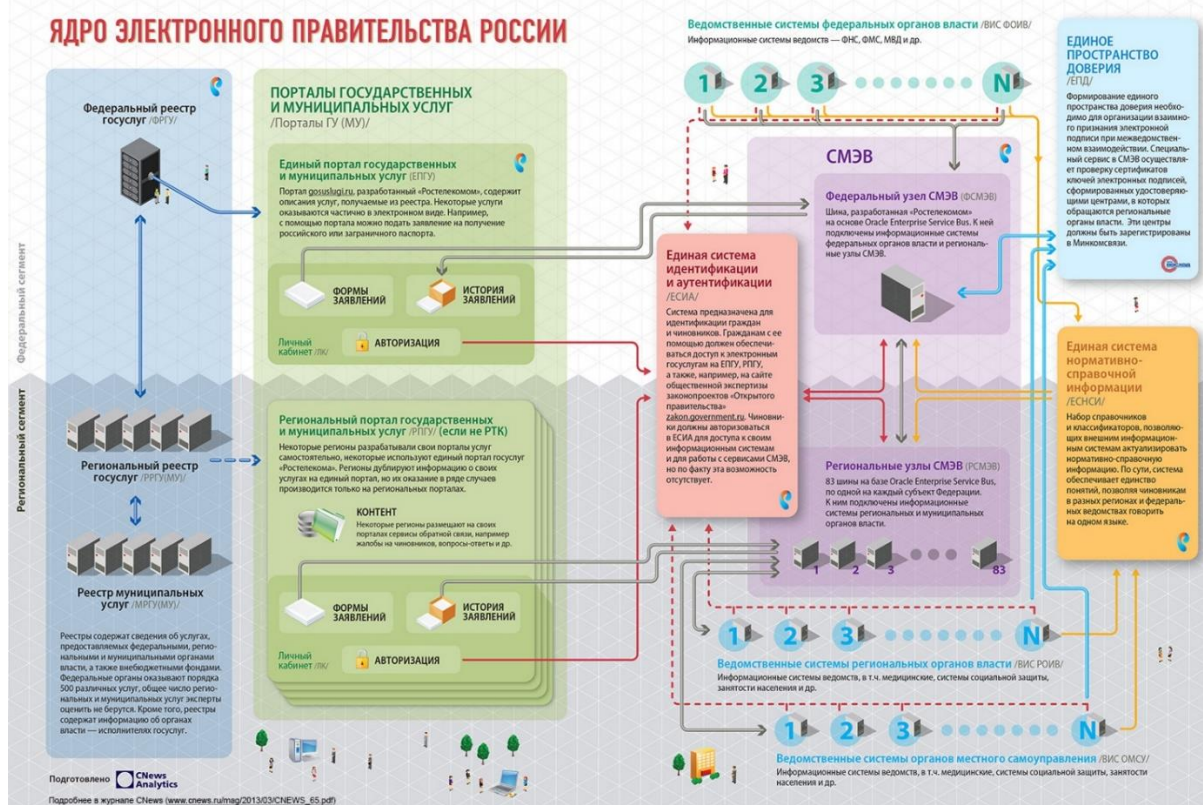 ЯДРО ЭЛЕКТРОННОГО ПРАВИТЕЛЬСТВА РОССИИ
Федеральный сегмент
Региональный сегмент
Федеральный реестр
госуслуг /ФРГУ/
Региональный реестр
госуслуг /РРГУ(МУ)/
Реестр муниципальных
услуг /МРГУ(МУ)/
Реестры содержат сведения об услугах,
предоставляемых федеральными, регио-
нальными и муниципальными органами
власти, а также внебюджетными фондами.
Федеральные органы оказывают порядка
500 различных услуг, общее число регио-
нальных и муниципальных услуг эксперты
оценить не берутся. Кроме того, реестры
содержат информацию об органах
власти — исполнителях госуслуг.
Подготовлено CNews
Analytics
Подробнее в журнале CNews (www.cnews.ru/mag/2013/03/CNEWS_65.pdf)
ПОРТАЛЫ ГОСУДАРСТВЕННЫХ
И МУНИЦИПАЛЬНЫХ УСЛУГ
/Порталы ГУ (МУ)/
Единый портал государственных
и муниципальных услуг (ЕПГУ)
Портал gosuslugi.ru, разработанный «Ростелекомом», содержит
описания услуг, получаемые из реестра. Некоторые услуги
оказываются частично в электронном виде. Например,
с помощью портала можно подать заявление на получение
российского или заграничного паспорта.
ФОРМЫ
ЗАЯВЛЕНИЙ
ИСТОРИЯ
ЗАЯВЛЕНИЙ
Личный
кабинет /ЛК/
АВТОРИЗАЦИЯ
Региональный портал государственных
и муниципальных услуг /РПГУ/ (если не РТК)
Некоторые регионы разрабатывали свои порталы услуг
самостоятельно, некоторые используют единый портал госуслуг
«Ростелекома». Регионы дублируют информацию о своих
услугах на единый портал, но их оказание в ряде случаев
производится только на региональных порталах.
КОНТЕНТ
Некоторые регионы размещают на своих
порталах сервисы обратной связи, например
жалобы на чиновников, вопросы-ответы и др.
ФОРМЫ
ЗАЯВЛЕНИЙ
ИСТОРИЯ
ЗАЯВЛЕНИЙ
Личный
кабинет /ЛК/
АВТОРИЗАЦИЯ
Ведомственные системы федеральных органов власти /ВИС ФОИВ/
Информационные системы ведомств — ФНС, ФМС, МВД и др.
1 2 3 N
Единая система
идентификации
и аутентификации
/ЕСИА/
Система предназначена для
идентификации граждан
и чиновников. Гражданам с ее
помощью должен обеспечи-
ваться доступ к электронным
госуслугам на ЕПГУ, РПГУ,
а также, например, на сайте
общественной экспертизы
законопроектов «Открытого
правительства»
zakon.government.ru. Чиновни-
ки должны авторизоваться
в ЕСИА для доступа к своим
информационным системам
и для работы с сервисами СМЭВ,
но по факту эта возможность
отсутствует.
СМЭВ
Федеральный узел СМЭВ (ФСМЭВ)
Шина, разработанная «Ростелекомом»
на основе Oracle Enterprise Service Bus. К ней
подключены информационные системы
федеральных органов власти и региональ-
ные узлы СМЭВ.
Региональные узлы СМЭВ (РСМЭВ)
83 шины на базе Oracle Enterprise Service Bus,
по одной на каждый субъект Федерации.
К ним подключены информационные
системы региональных и муниципальных
органов власти.
1 2 3 83
ЕДИНОЕ
ПРОСТРАНСТВО
ДОВЕРИЯ
/ЕПД/
Формирование единого
пространства доверия необхо-
димо для организации взаимно-
го признания электронной
подписи при межведомствен-
ном взаимодействии. Специаль-
ный сервис в СМЭВ осуществля-
ет проверку сертификатов
ключей электронных подписей,
сформированных удостоверяю-
щими центрами, в которых
обращаются региональные
органы власти. Эти центры
должны быть зарегистрированы
в Минкомсвязи.
Единая система
нормативно-
справочной
информации
/ЕСНСИ/
Набор справочников
и классификаторов, позволяю-
щих внешним информацион-
ным системам актуализировать
нормативно-справочную
информацию. По сути, система
обеспечивает единство
понятий, позволяя чиновникам
в разных регионах и федераль-
ных ведомствах говорить
на одном языке.
1 2 3 N
Ведомственные системы региональных органов власти /ВИС РОИВ/
Информационные системы ведомств, в т.ч. медицинские, системы социальной защиты,
занятости населения и др.
1 2 3 N
Ведомственные системы органов местного самоуправления /ВИС ОМСУ/
Информационные системы ведомств, в т.ч. медицинские, системы социальной защиты, занятости
населения и др.